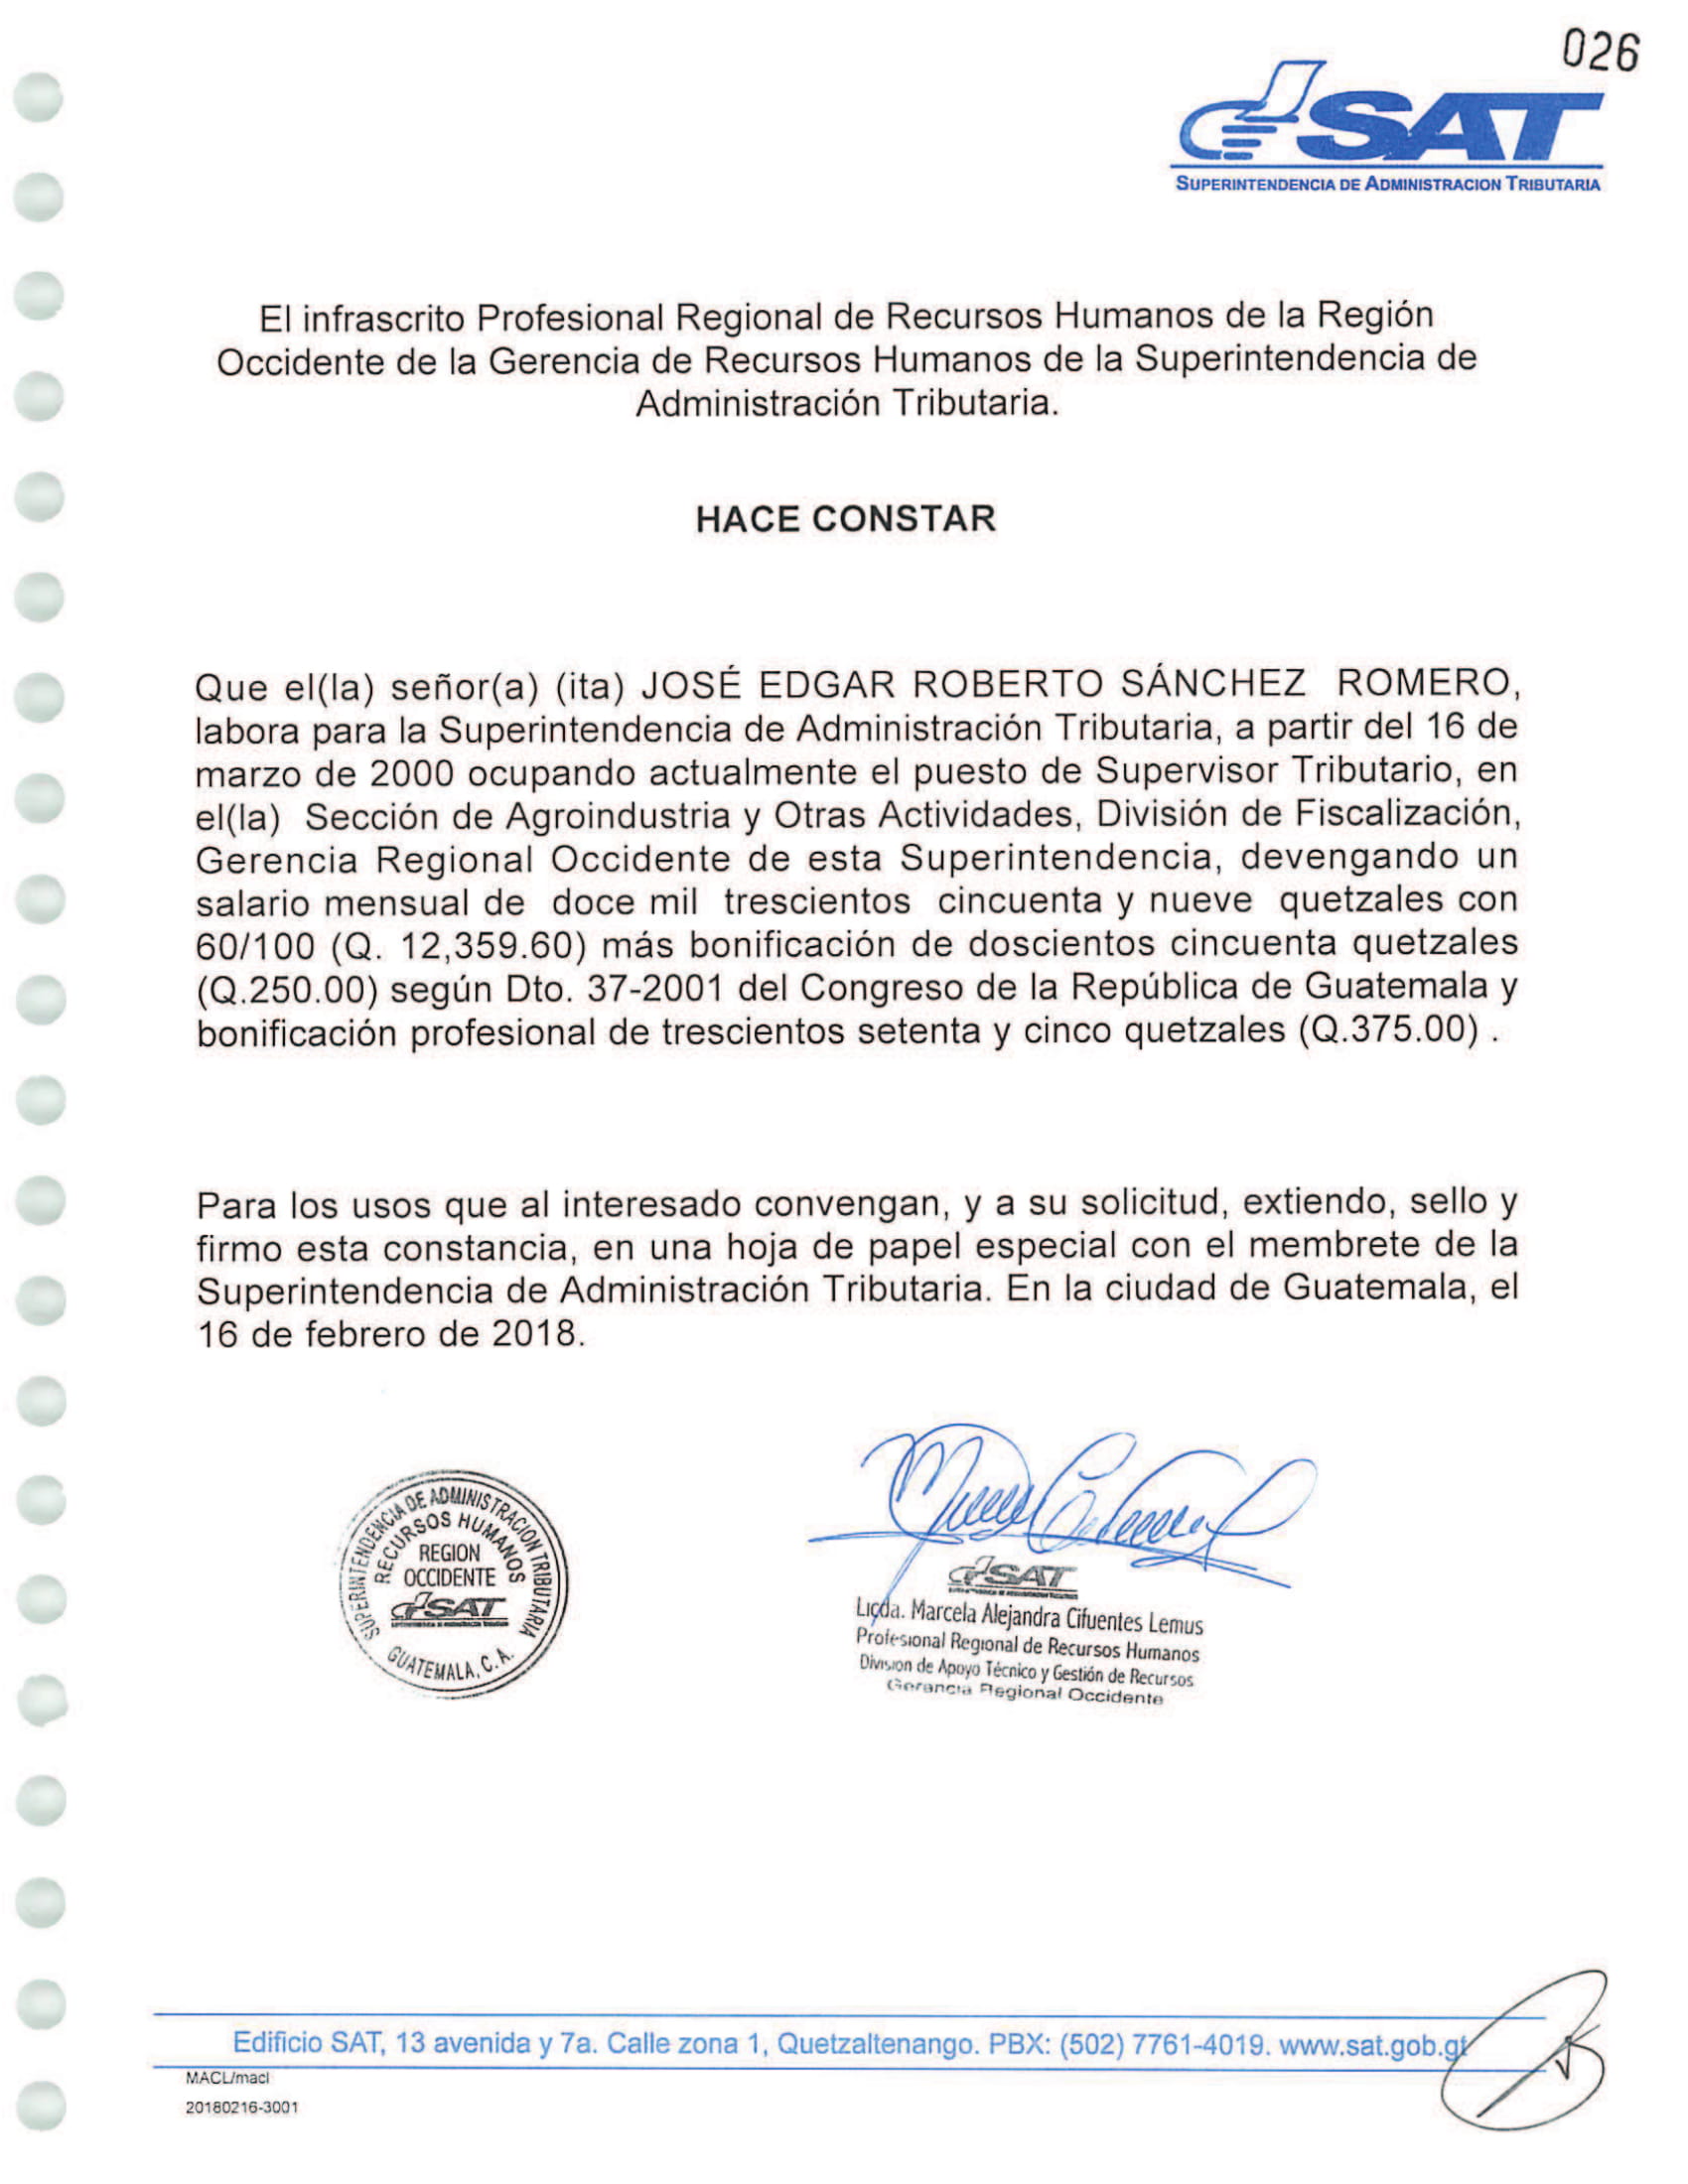 026
SAT
SUPERINTENDENCIA DE ADMINISTRACION TRIBUTARIA
El infrascrito Profesional Regional de Recursos Humanos de la Región
Occidente de la Gerencia de Recursos Humanos de la Superintendencia de
Administración Tributaria.
HACE CONSTAR
Que el(la) señor(a) (ita) JOSÉ EDGAR ROBERTO SÁNCHEZ ROMERO,
labora para la Superintendencia de Administración Tributaria, a partir del 16 de
marzo de 2000 ocupando actualmente el puesto de Supervisor Tributario, en
el(la) Sección de Agroindustria y Otras Actividades, División de Fiscalización,
Gerencia Regional Occidente de esta Superintendencia, devengando un
salario mensual de doce mil trescientos cincuenta y nueve quetzales con
60/100 (Q. 12,359.60) más bonificación de doscientos cincuenta quetzales
(Q.250.00) según Dto. 37-2001 del Congreso de la República de Guatemala y
bonificación profesional de trescientos setenta y cinco quetzales (Q.375.00) .
Para los usos que al interesado convengan, y a su solicitud, extiendo, sello y
firmo esta constancia, en una hoja de papel especial con el membrete de la
Superintendencia de Administración Tributaria. En la ciudad de Guatemala, el
16 de febrero de 2018.
SUPERINTENDENCIA DE ADMINISTRACION TRIBUTARIA
RECURSOS HUMANOS
REGION
OCCIDENTE
SAT
GUATEMALA, C. A.
SAT
Licda. Marcela Alejandra Cifuentes Lemus
Profesional Regional de Recursos Humanos
Division de Apoyo Técnico y Gestión de Recursos
Gerencia Regional Occidente
Edificio SAT, 13 avenida y 7a. Calle zona 1, Quetzaltenango. PBX: (502) 7761-4019. www.sat.gob.gt
MACL/macl
20180216-3001